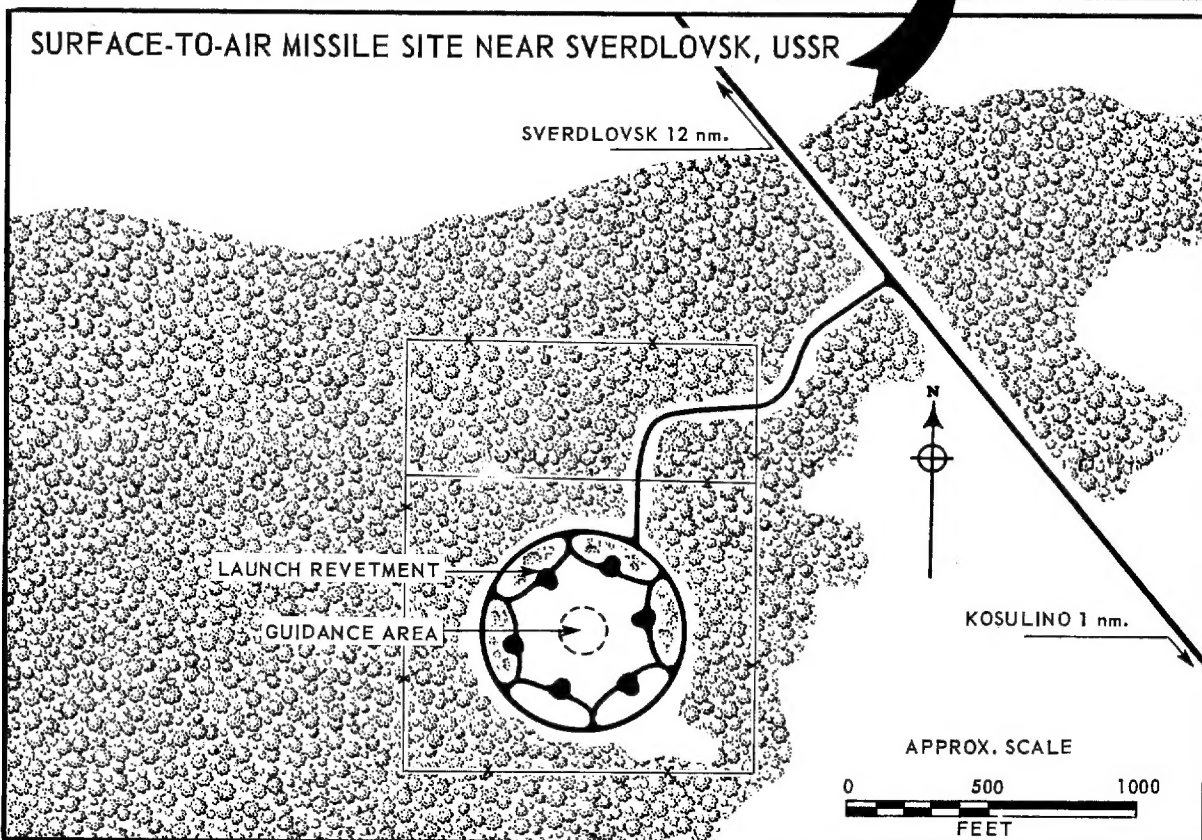 SURFACE-TO-AIR MISSILE SITE NEAR SVERDLOVSK, USSR
SVERDLOVSK 12 nm.
N
LAUNCH REVETMENT
GUIDANCE AREA
KOSULINO 1 nm.
APPROX. SCALE
0 500 1000
FEET